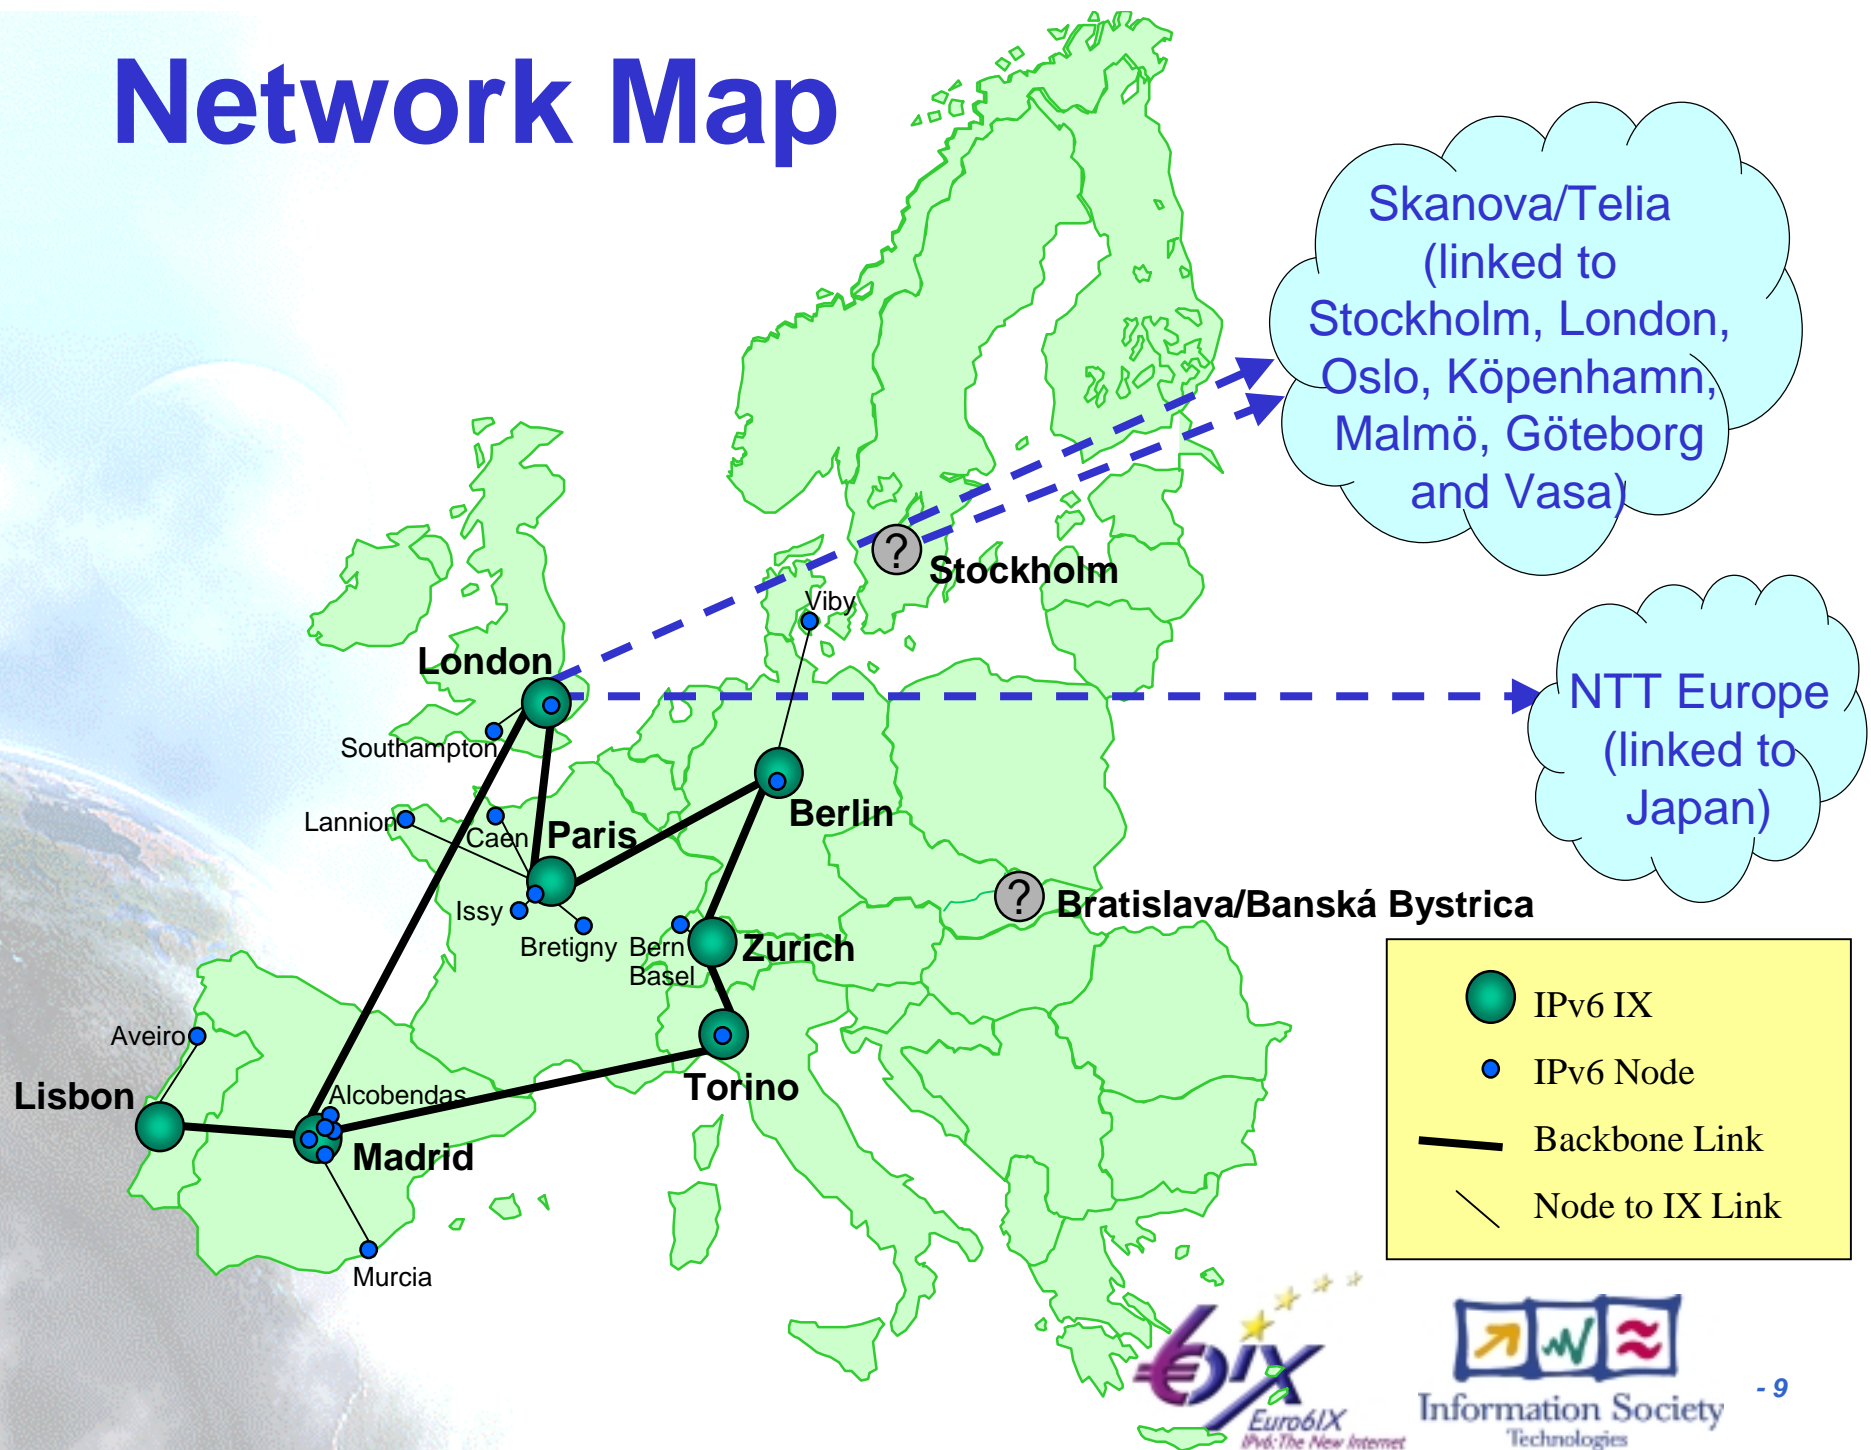 Network Map
Skanova/Telia
(linked to
Stockholm, London,
Oslo, Köpenhamn,
Malmö, Göteborg
and Vasa)
?
Stockholm
Viby
London
NTT Europe
(linked to
Japan)
Southampton
Lannion
Caen
Paris
Berlin
?
Bratislava/Banská Bystrica
Issy
Bretigny
Bern
Basel
Zurich
Aveiro
Lisbon
Alcobendas
Madrid
Torino
Murcia
IPv6 IX
IPv6 Node
Backbone Link
Node to IX Link
6IX
Euro6IX
IPv6: The New Internet
Information Society
Technologies
- 9